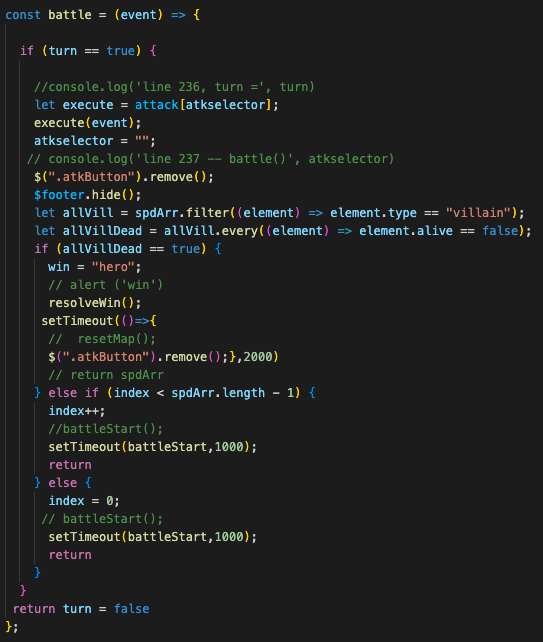 const battle = (event) => {
if (turn == true) {
//console.log('line 236, turn =', turn)
let execute = attack[atkselector];
execute(event);
atkselector = "";
// console.log('line 237 -- battle()', atkselector)
$(".atkButton").remove();
$footer.hide();
let allVill = spdArr.filter((element) => element.type == "villain");
let allVillDead = allVill.every((element) => element.alive == false);
if (allVillDead == true) {
win = "hero";
// alert ('win')
resolveWin();
setTimeout(()=>{
//  resetMap();
$(".atkButton").remove();},2000)
// return spdArr
} else if (index < spdArr.length - 1) {
index++;
//battleStart();
setTimeout(battleStart,1000);
return
} else {
index = 0;
// battleStart();
setTimeout(battleStart,1000);
return
}
}
return turn = false
};